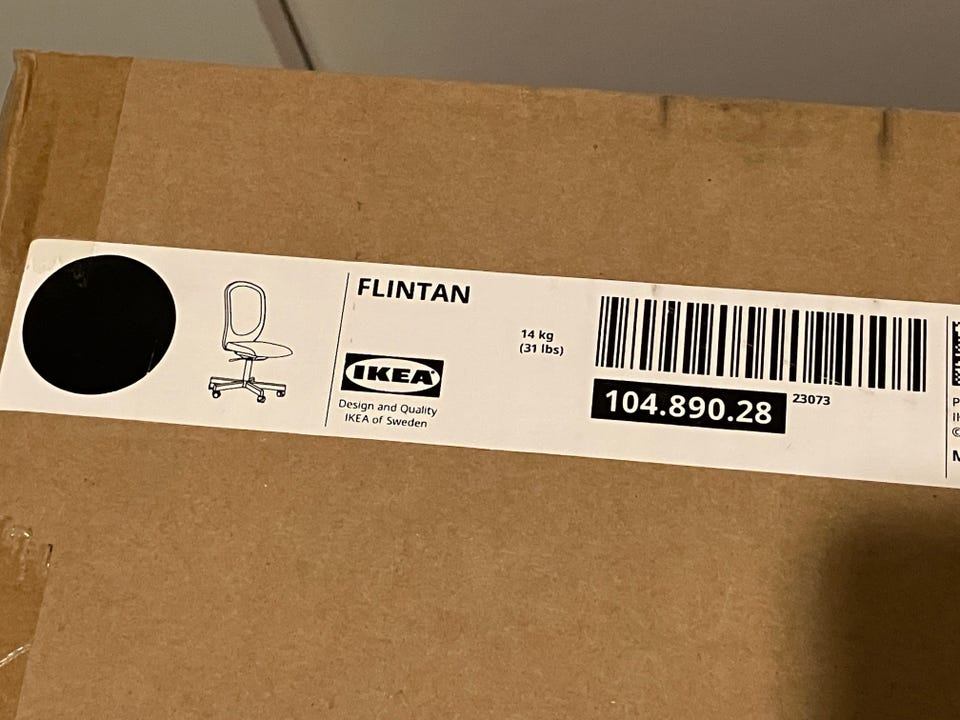 FLINTAN
IKEA
Design and Quality
IKEA of Sweden
14 kg
(31 lbs)
104.890.28
23073